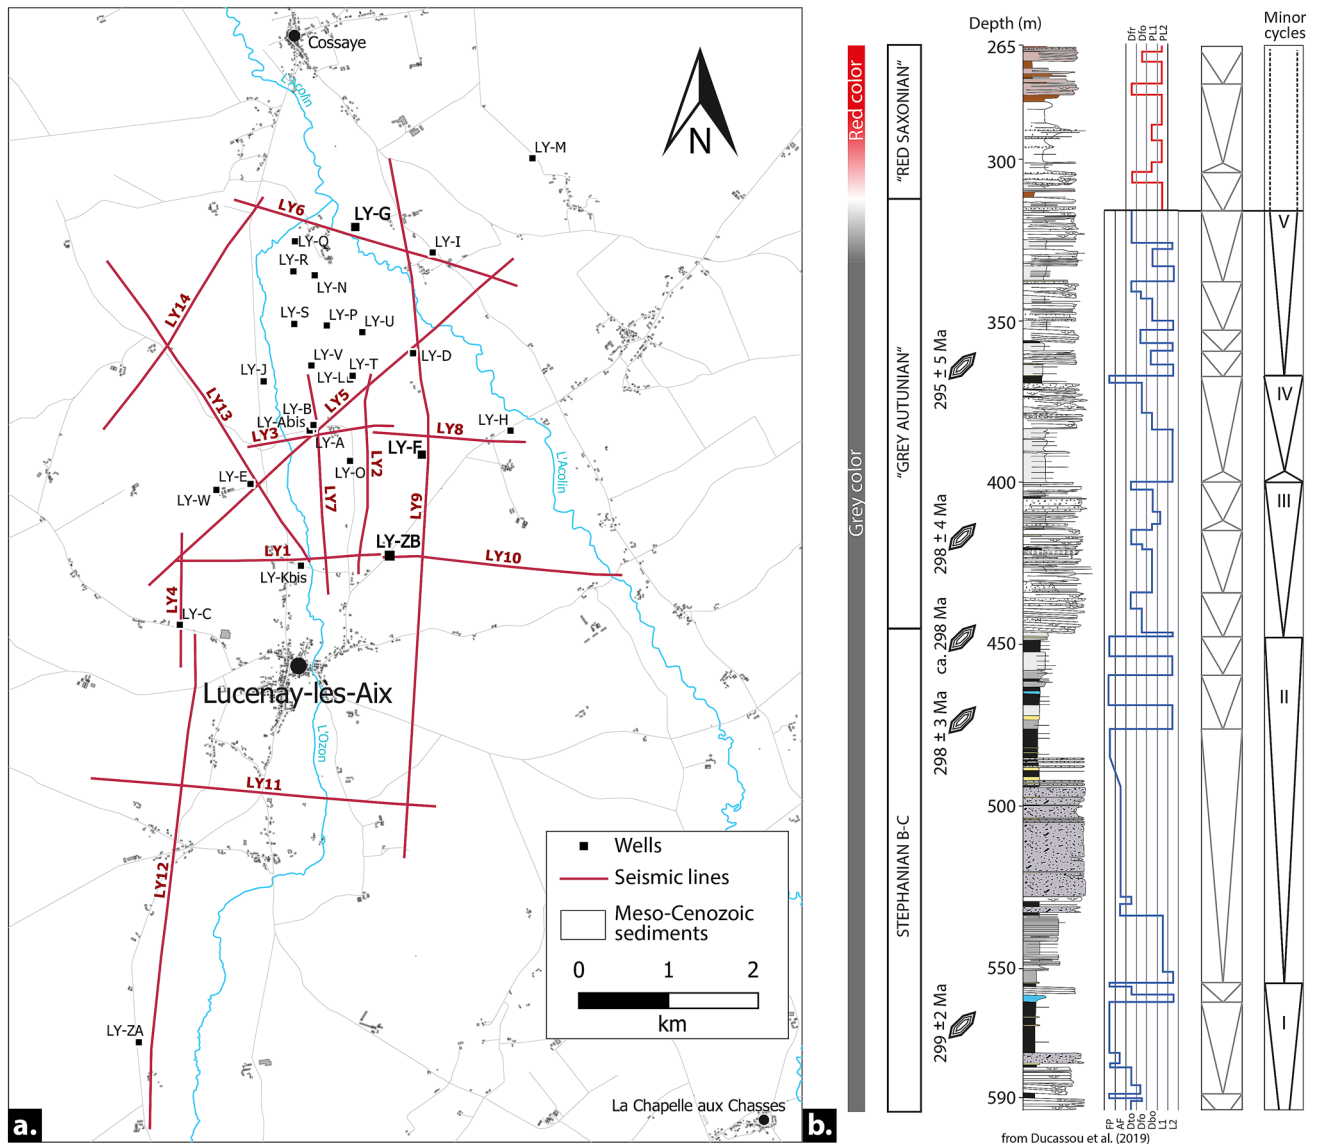 Cossaye
L'Acolin
N
LY-M
LY6
LY-G
LY-Q
LY-I
LY-R
LY-N
LY14
LY-S
LY-P
LY-U
LY-V
LY-T
LY-D
LY-J
LY-L
LY5
LY13
LY-B
LY-Abis
LY3
LY-A
LY8
LY-H
LY-F
LY2
LY-O
L'Acolin
LY-E
LY-W
LY7
LY9
LY-ZB
LY1
LY10
LY-Kbis
LY4
LY-C
Lucenay-les-Aix
L'Ozon
LY11
LY12
LY-ZA
Wells
Seismic lines
Meso-Cenozoic
sediments
0 1 2
km
La Chapelle aux Chasses
a.
b.
Red color
Grey color
"RED SAXONIAN"
"GREY AUTUNIAN"
STEPHANIAN B-C
295 ± 5 Ma
298 ± 4 Ma
ca. 298 Ma
298 ± 3 Ma
299 ± 2 Ma
Depth (m)
265
300
350
400
450
500
550
590
Dfr
Dfo
PL1
PL2
FP
AF
Dto
Dfo
Dbo
L1
L2
Minor
cycles
V
IV
III
II
I
from Ducassou et al. (2019)